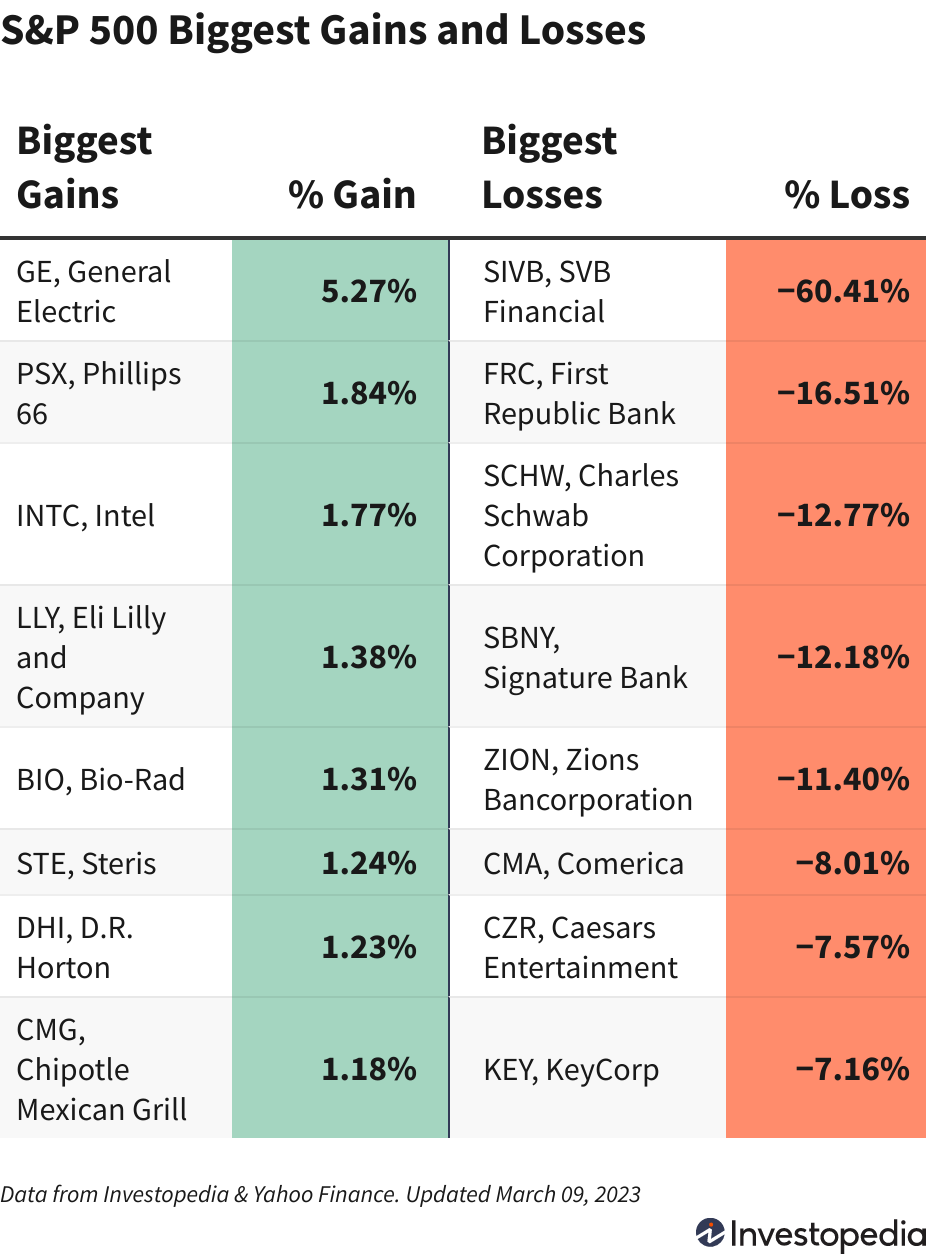 S&P 500 Biggest Gains and Losses
Biggest
Gains
% Gain
Biggest
Losses
% Loss
GE, General
Electric
5.27%
SIVB, SVB
Financial
−60.41%
PSX, Phillips
66
1.84%
FRC, First
Republic Bank
−16.51%
INTC, Intel
1.77%
SCHW, Charles
Schwab
Corporation
−12.77%
LLY, Eli Lilly
and
Company
1.38%
SBNY,
Signature Bank
−12.18%
BIO, Bio-Rad
1.31%
ZION, Zions
Bancorporation
−11.40%
STE, Steris
1.24%
CMA, Comerica
−8.01%
DHI, D.R.
Horton
1.23%
CZR, Caesars
Entertainment
−7.57%
CMG,
Chipotle
Mexican Grill
1.18%
KEY, KeyCorp
−7.16%
Data from Investopedia & Yahoo Finance. Updated March 09, 2023
Investopedia